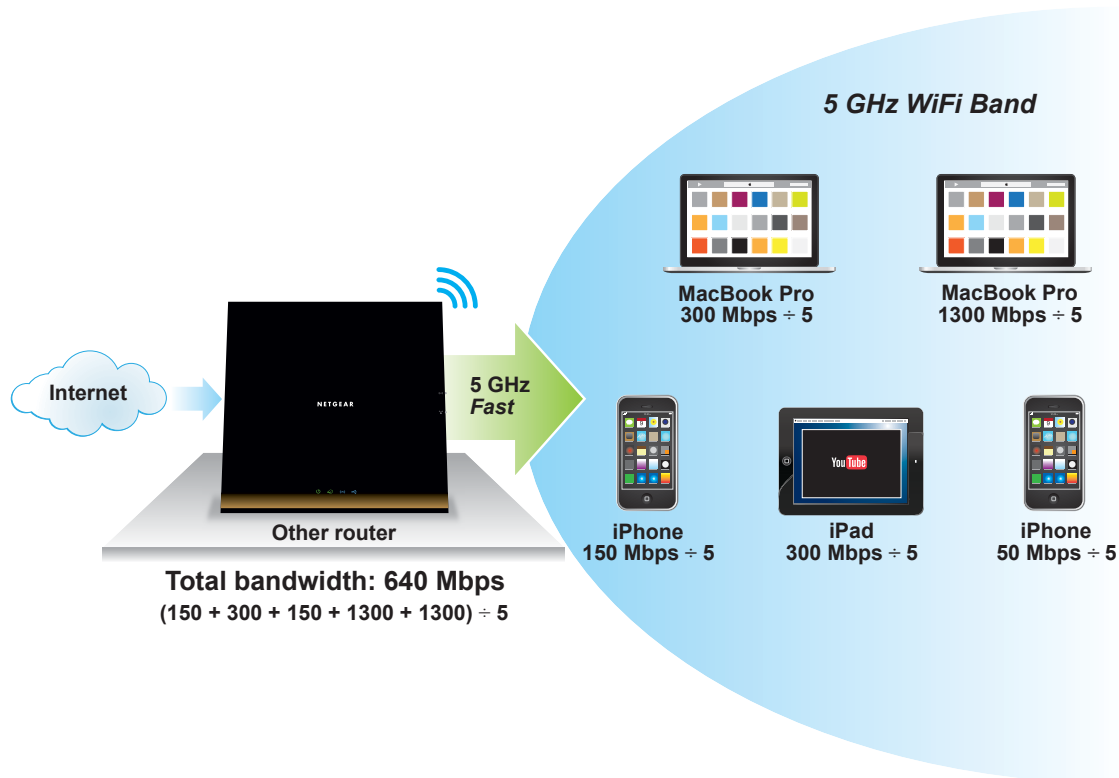 5 GHz WiFi Band
MacBook Pro
300 Mbps ÷ 5
MacBook Pro
1300 Mbps ÷ 5
Internet
NETGEAR
5 GHz
Fast
YouTube
iPhone
150 Mbps ÷ 5
iPad
300 Mbps ÷ 5
iPhone
50 Mbps ÷ 5
Other router
Total bandwidth: 640 Mbps
(150 + 300 + 150 + 1300 + 1300) ÷ 5